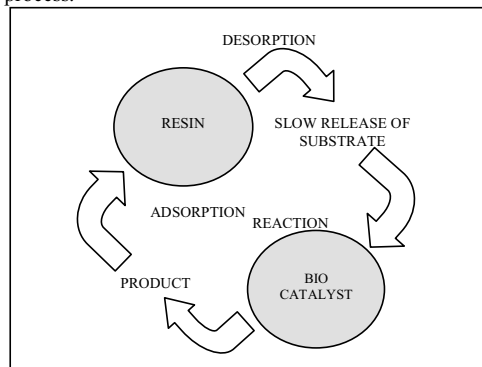 process.
DESORPTION
RESIN
SLOW RELEASE OF
SUBSTRATE
ADSORPTION
REACTION
PRODUCT
BIO
CATALYST